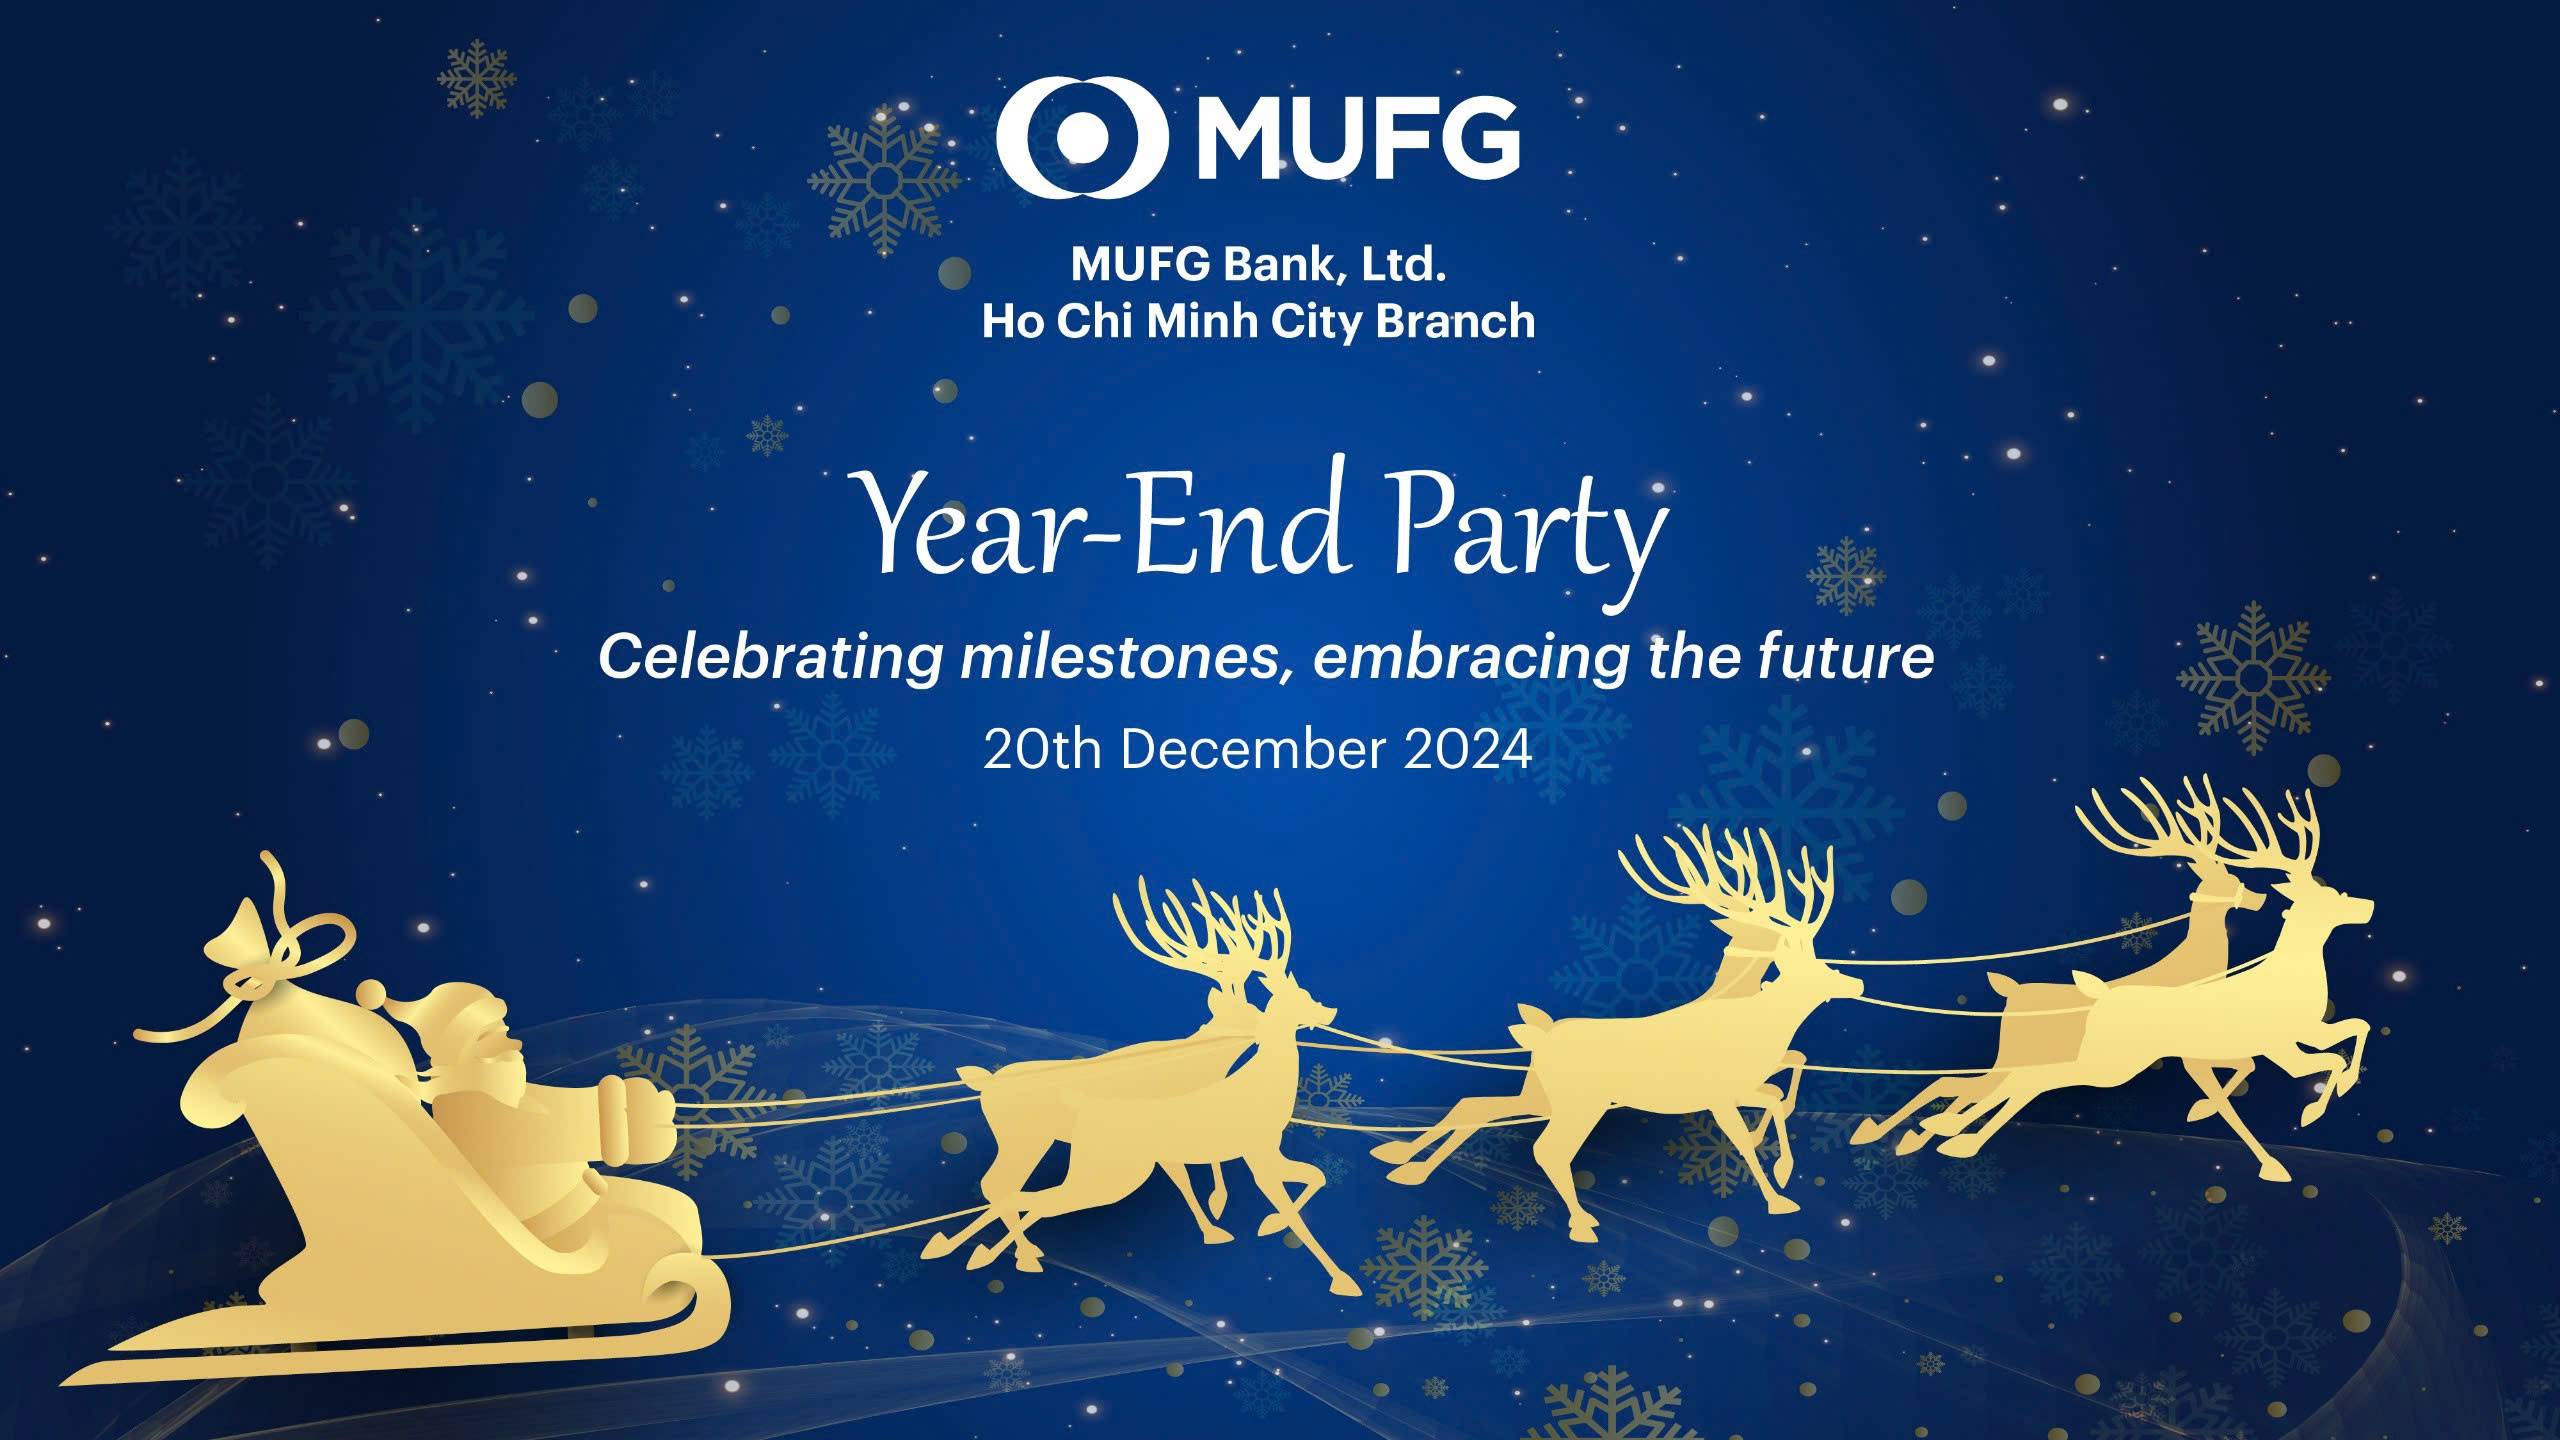 MUFG
MUFG Bank, Ltd.
Ho Chi Minh City Branch
Year-End Party
Celebrating milestones, embracing the future
20th December 2024